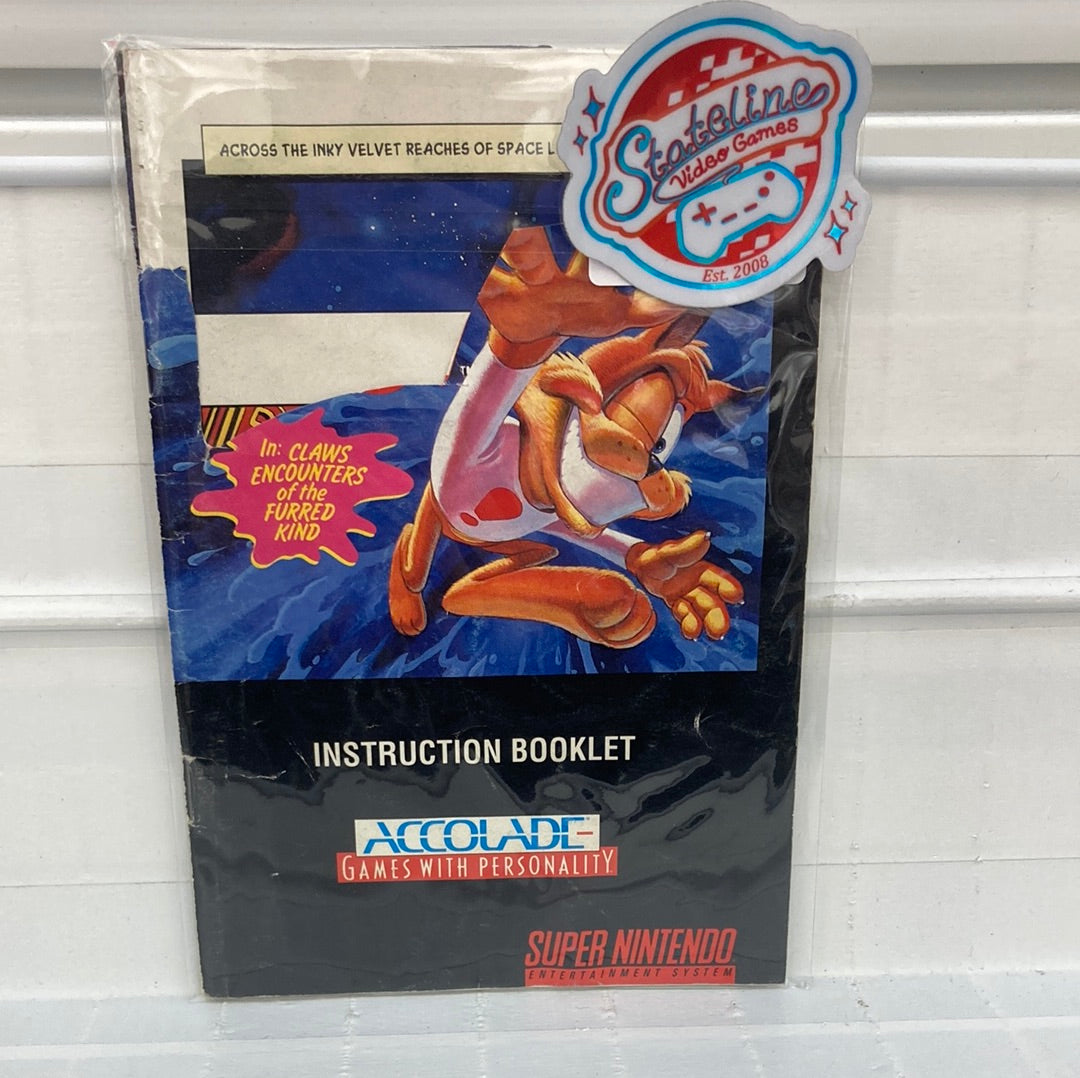 ACROSS THE INKY VELVET REACHES OF SPACE L
Stateline
Video Games
Est. 2008
In: CLAWS
ENCOUNTERS
of the
FURRED
KIND
INSTRUCTION BOOKLET
ACCOLADE
GAMES WITH PERSONALITY
SUPER NINTENDO
ENTERTAINMENT SYSTEM